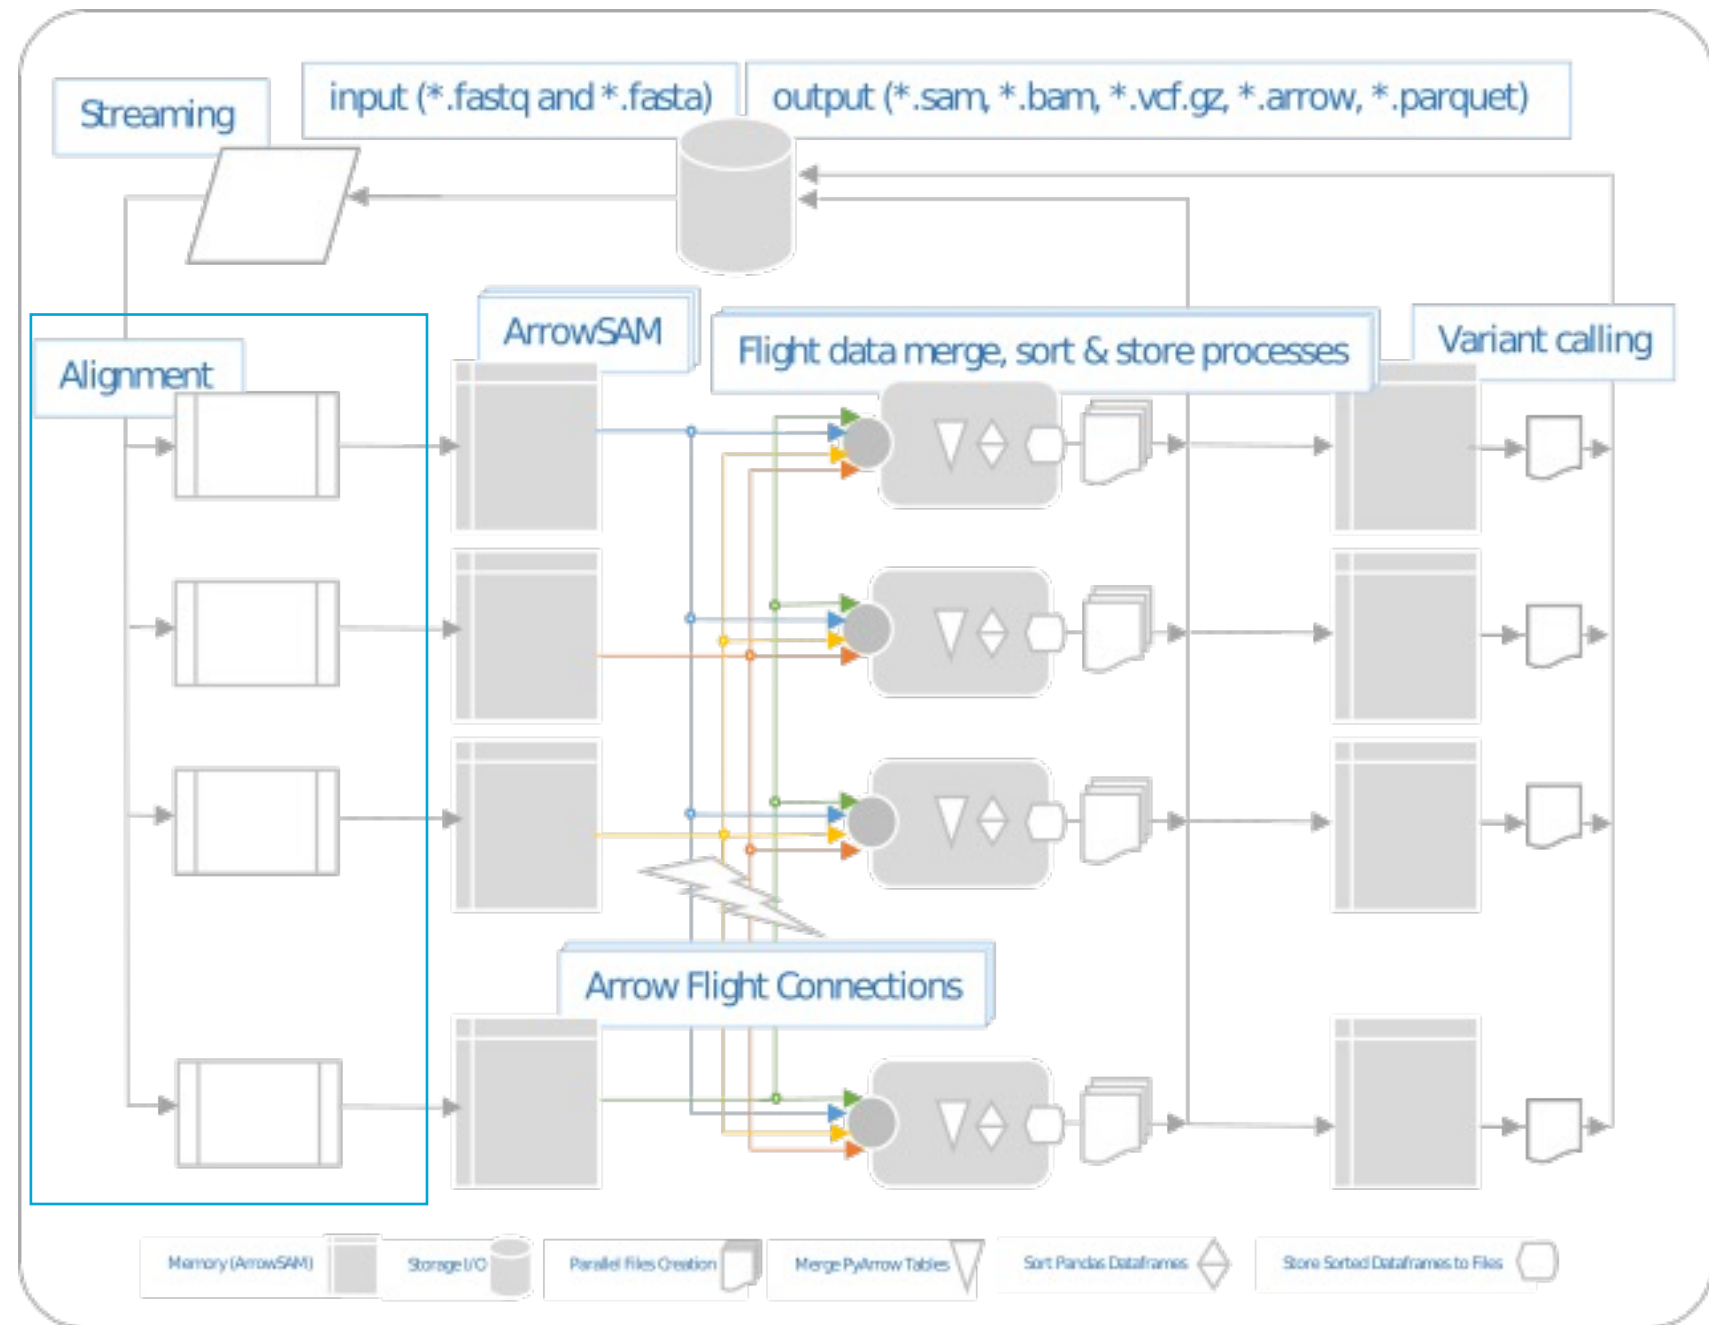 Streaming
input (*.fastq and *.fasta)
output (*.sam, *.bam, *.vcf.gz, *.arrow, *.parquet)
Alignment
ArrowSAM
Flight data merge, sort & store processes
Variant calling
Arrow Flight Connections
Memory (ArrowSAM)
Storage I/O
Parallel Files Creation
Merge PyArrow Tables
Sort Pandas Dataframes
Store Sorted Dataframes to Files